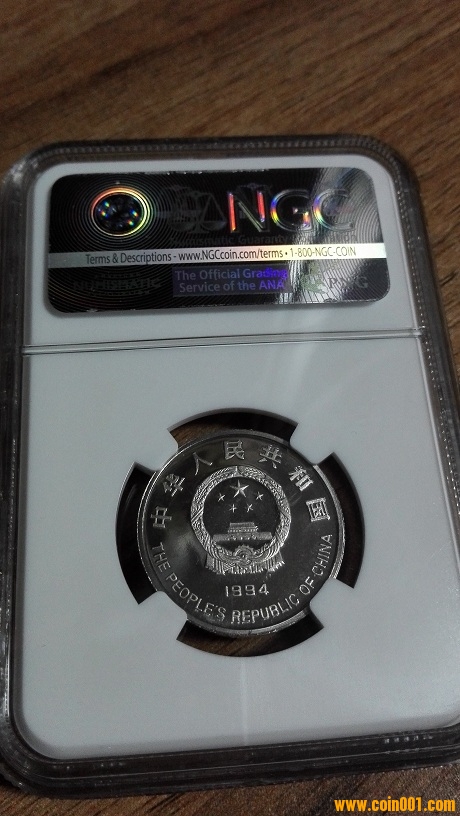 NGC
Terms & Descriptions - www.NGCcoin.com/terms • 1-800-NGC-COIN
NUMISMATIC
The Official Grading
Service of the ANA
PNG
中华人民共和国
1994
THE PEOPLE'S REPUBLIC OF CHINA
www.coin001.com